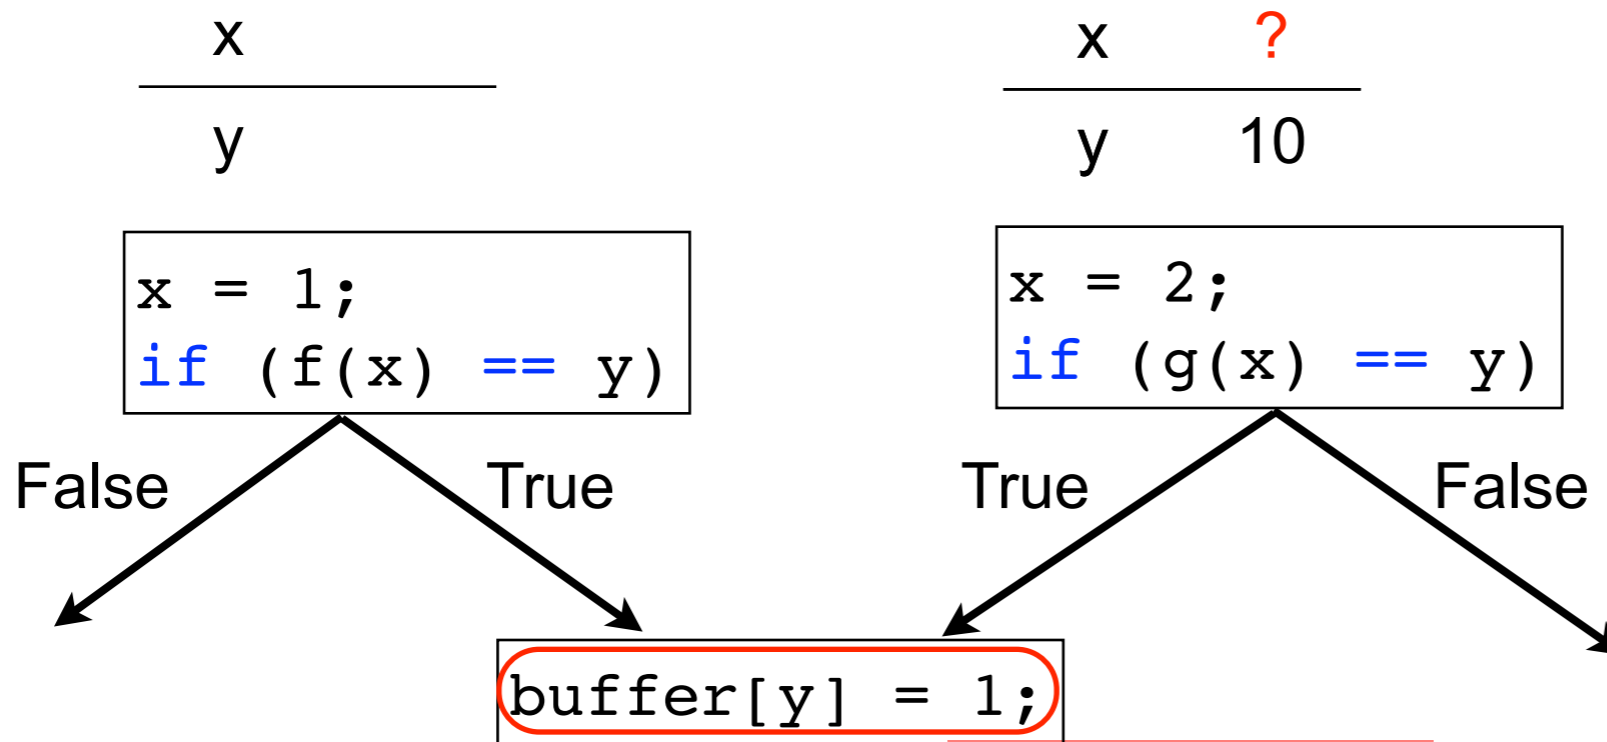 x
y
x ?
y 10
x = 1;
if (f(x) == y)
x = 2;
if (g(x) == y)
False
True
True
False
buffer[y] = 1;